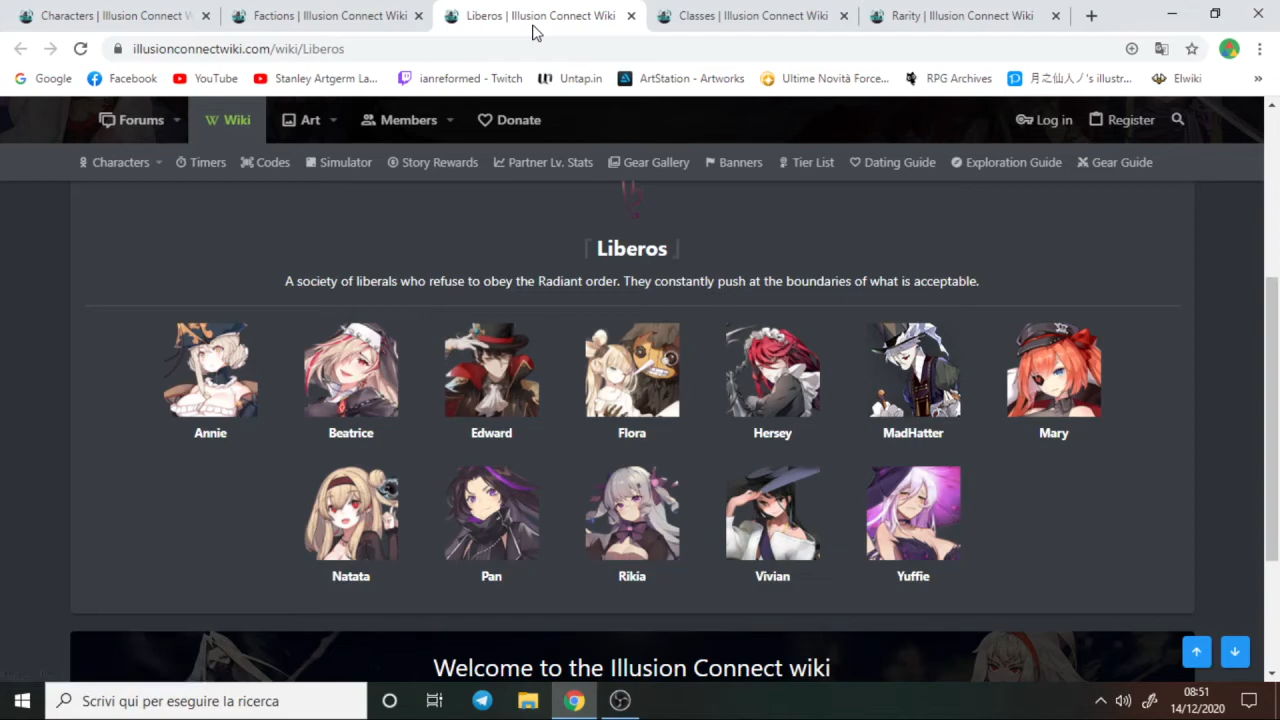 Characters | Illusion Connect W
Factions | Illusion Connect Wiki
Liberos | Illusion Connect Wiki
Classes | Illusion Connect Wiki
Rarity | Illusion Connect Wiki
illusionconnectwiki.com/wiki/Liberos
Google Facebook YouTube Stanley Artgerm La... ianreformed - Twitch Untap.in ArtStation - Artworks Ultime Novità Force... RPG Archives 月之仙人ノ's illustr... Elwiki »
Forums Wiki Art Members Donate Log in Register
Characters Timers Codes Simulator Story Rewards Partner Lv. Stats Gear Gallery Banners Tier List Dating Guide Exploration Guide Gear Guide
「 Liberos 」
A society of liberals who refuse to obey the Radiant order. They constantly push at the boundaries of what is acceptable.
Annie Beatrice Edward Flora Hersey MadHatter Mary
Natata Pan Rikia Vivian Yuffie
Welcome to the Illusion Connect wiki
Scrivi qui per eseguire la ricerca
08:51
14/12/2020